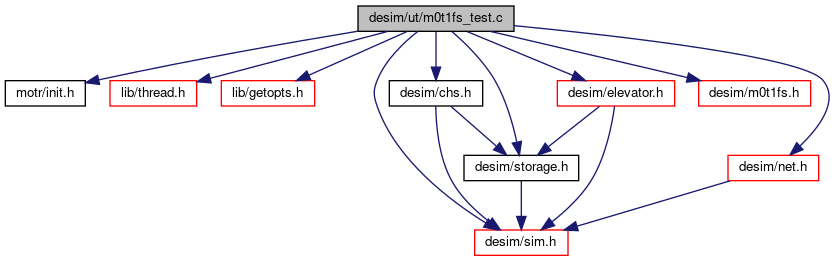 desim/ut/m0t1fs_test.c
motr/init.h
lib/thread.h
lib/getopts.h
desim/chs.h
desim/elevator.h
desim/m0t1fs.h
desim/storage.h
desim/net.h
desim/sim.h